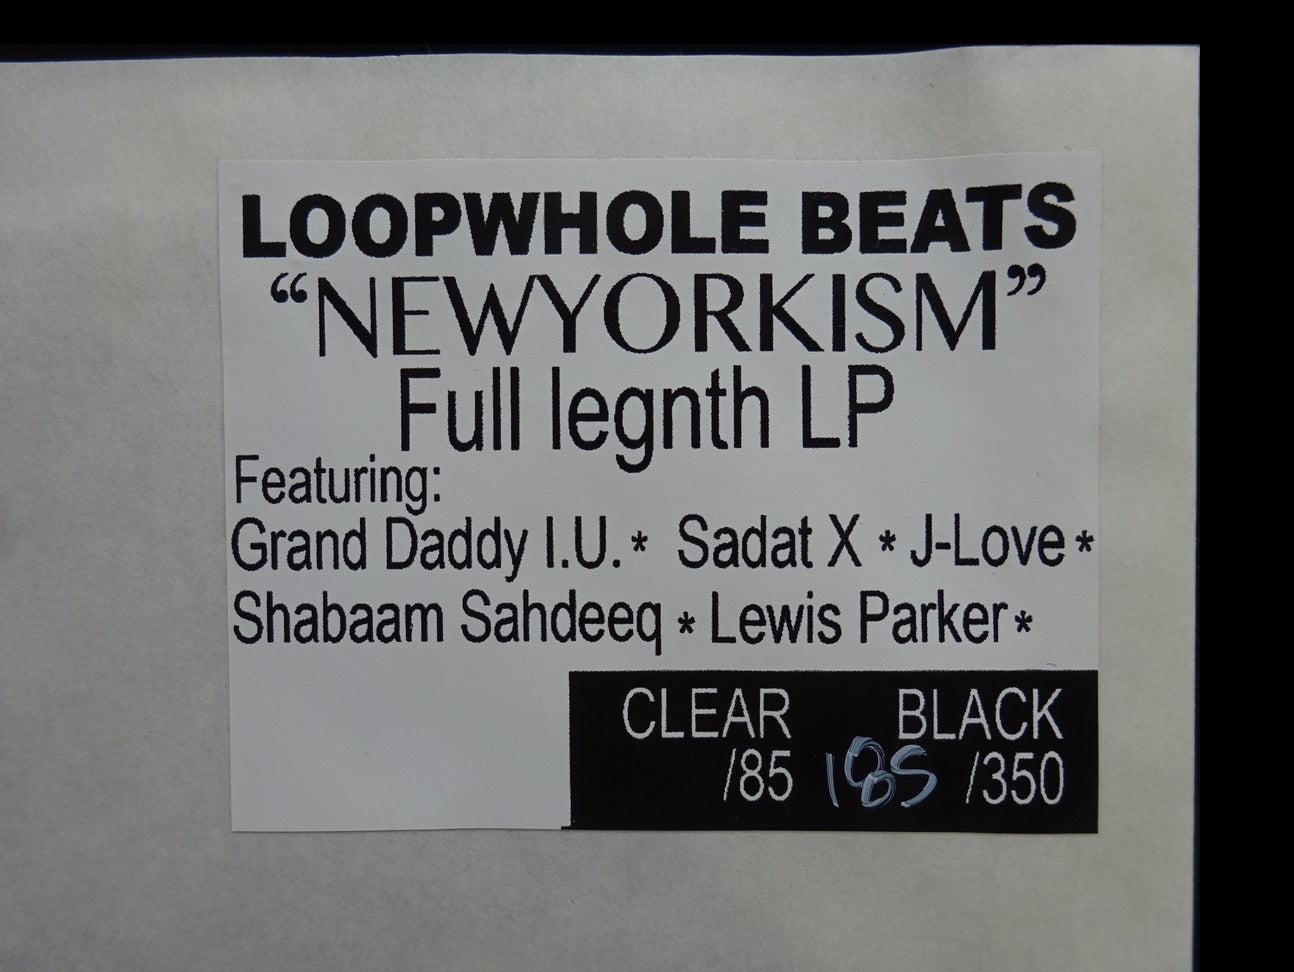 LOOPWHOLE BEATS
“NEWYORKISM”
Full legnth LP
Featuring:
Grand Daddy I.U. * Sadat X * J-Love *
Shabaam Sahdeeq * Lewis Parker *
CLEAR BLACK
/85 185 /350